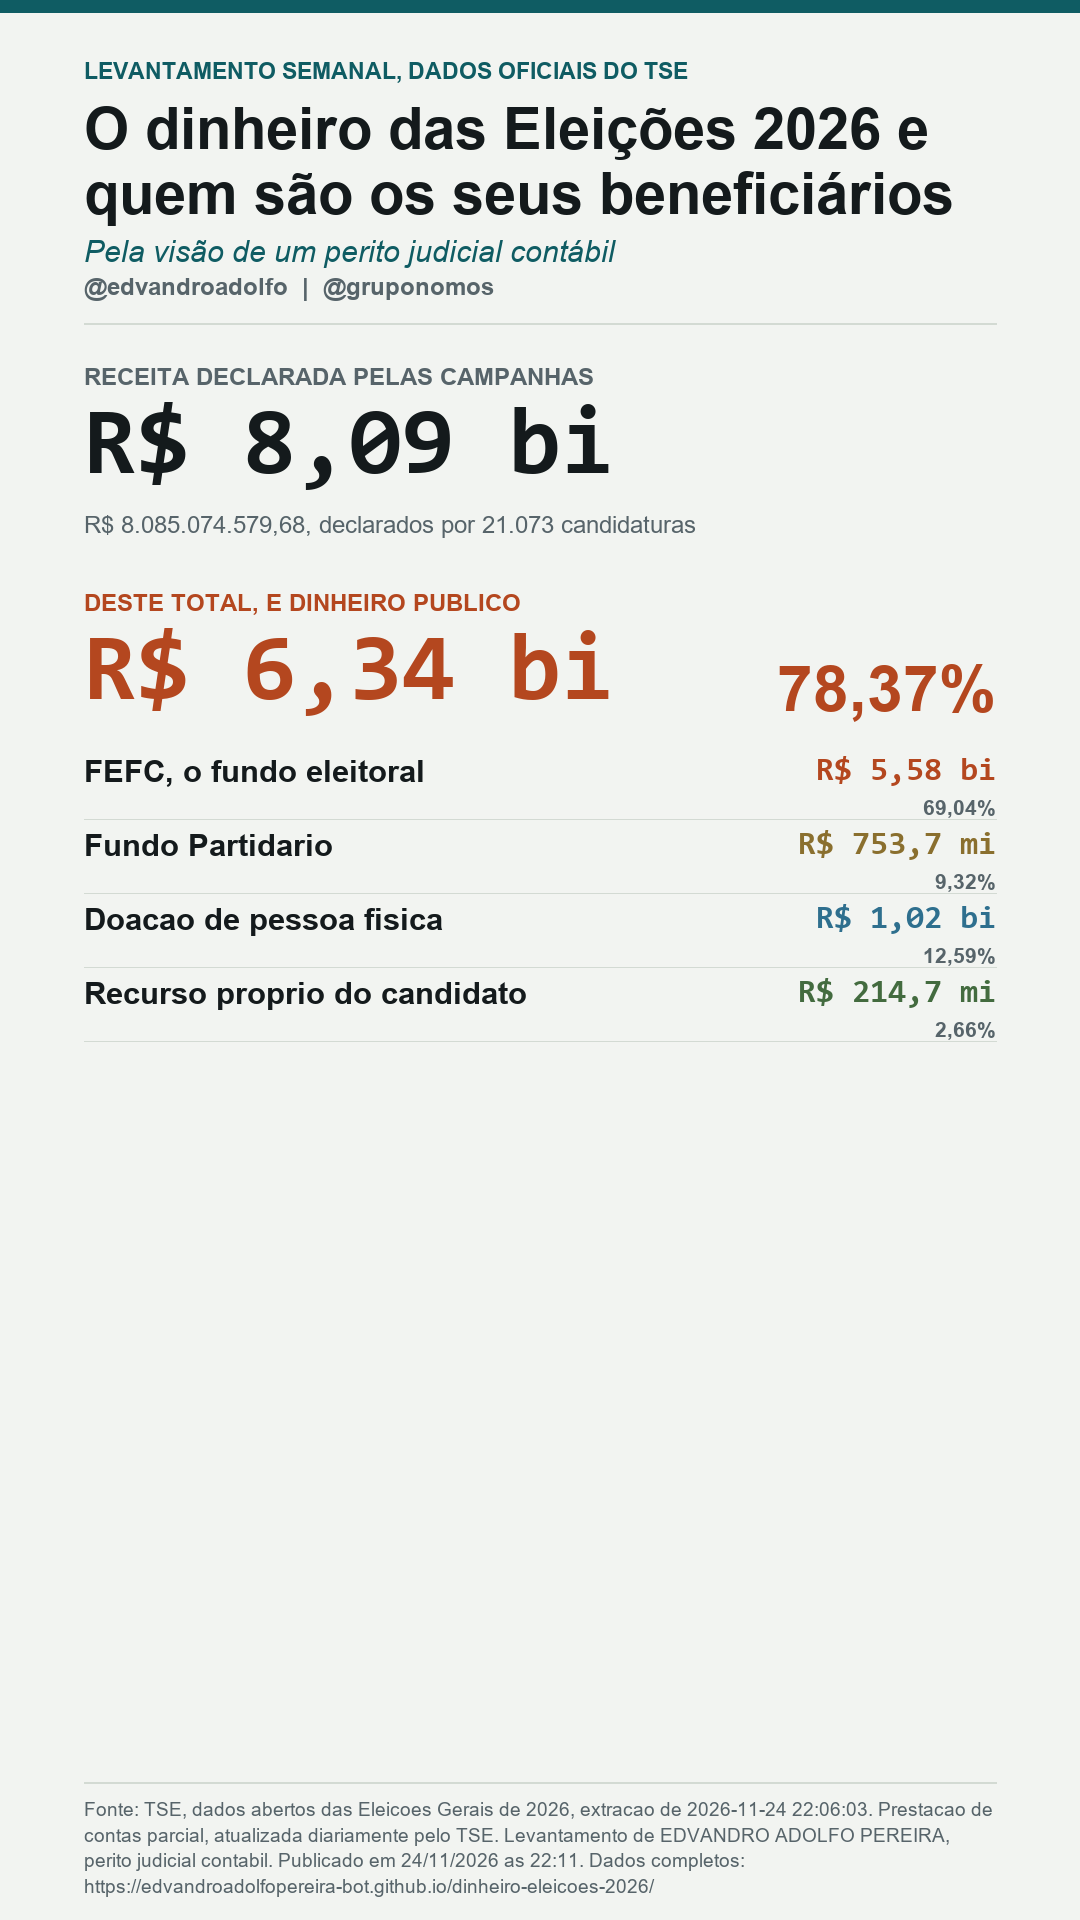 LEVANTAMENTO SEMANAL, DADOS OFICIAIS DO TSE
O dinheiro das Eleições 2026 e
quem são os seus beneficiários
Pela visão de um perito judicial contábil
@edvandroadolfo | @gruponomos
RECEITA DECLARADA PELAS CAMPANHAS
R$ 8,09 bi
R$ 8.085.074.579,68, declarados por 21.073 candidaturas
DESTE TOTAL, E DINHEIRO PUBLICO
R$ 6,34 bi 78,37%
FEFC, o fundo eleitoral R$ 5,58 bi
69,04%
Fundo Partidario R$ 753,7 mi
9,32%
Doacao de pessoa fisica R$ 1,02 bi
12,59%
Recurso proprio do candidato R$ 214,7 mi
2,66%
Fonte: TSE, dados abertos das Eleicoes Gerais de 2026, extracao de 2026-11-24 22:06:03. Prestacao de
contas parcial, atualizada diariamente pelo TSE. Levantamento de EDVANDRO ADOLFO PEREIRA,
perito judicial contabil. Publicado em 24/11/2026 as 22:11. Dados completos:
https://edvandroadolfopereira-bot.github.io/dinheiro-eleicoes-2026/